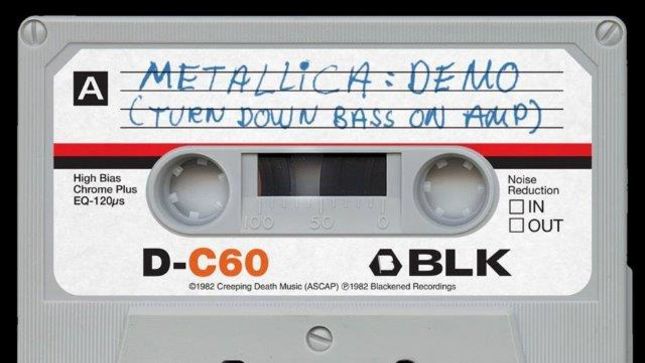 A
METALLiCA: DEMO
(TURN DOWN BASS ON AMP)
High Bias
Chrome Plus
EQ-120µs
Noise
Reduction
IN
OUT
100 50 0
D-C60
BLK
©1982 Creeping Death Music (ASCAP) ℗1982 Blackened Recordings